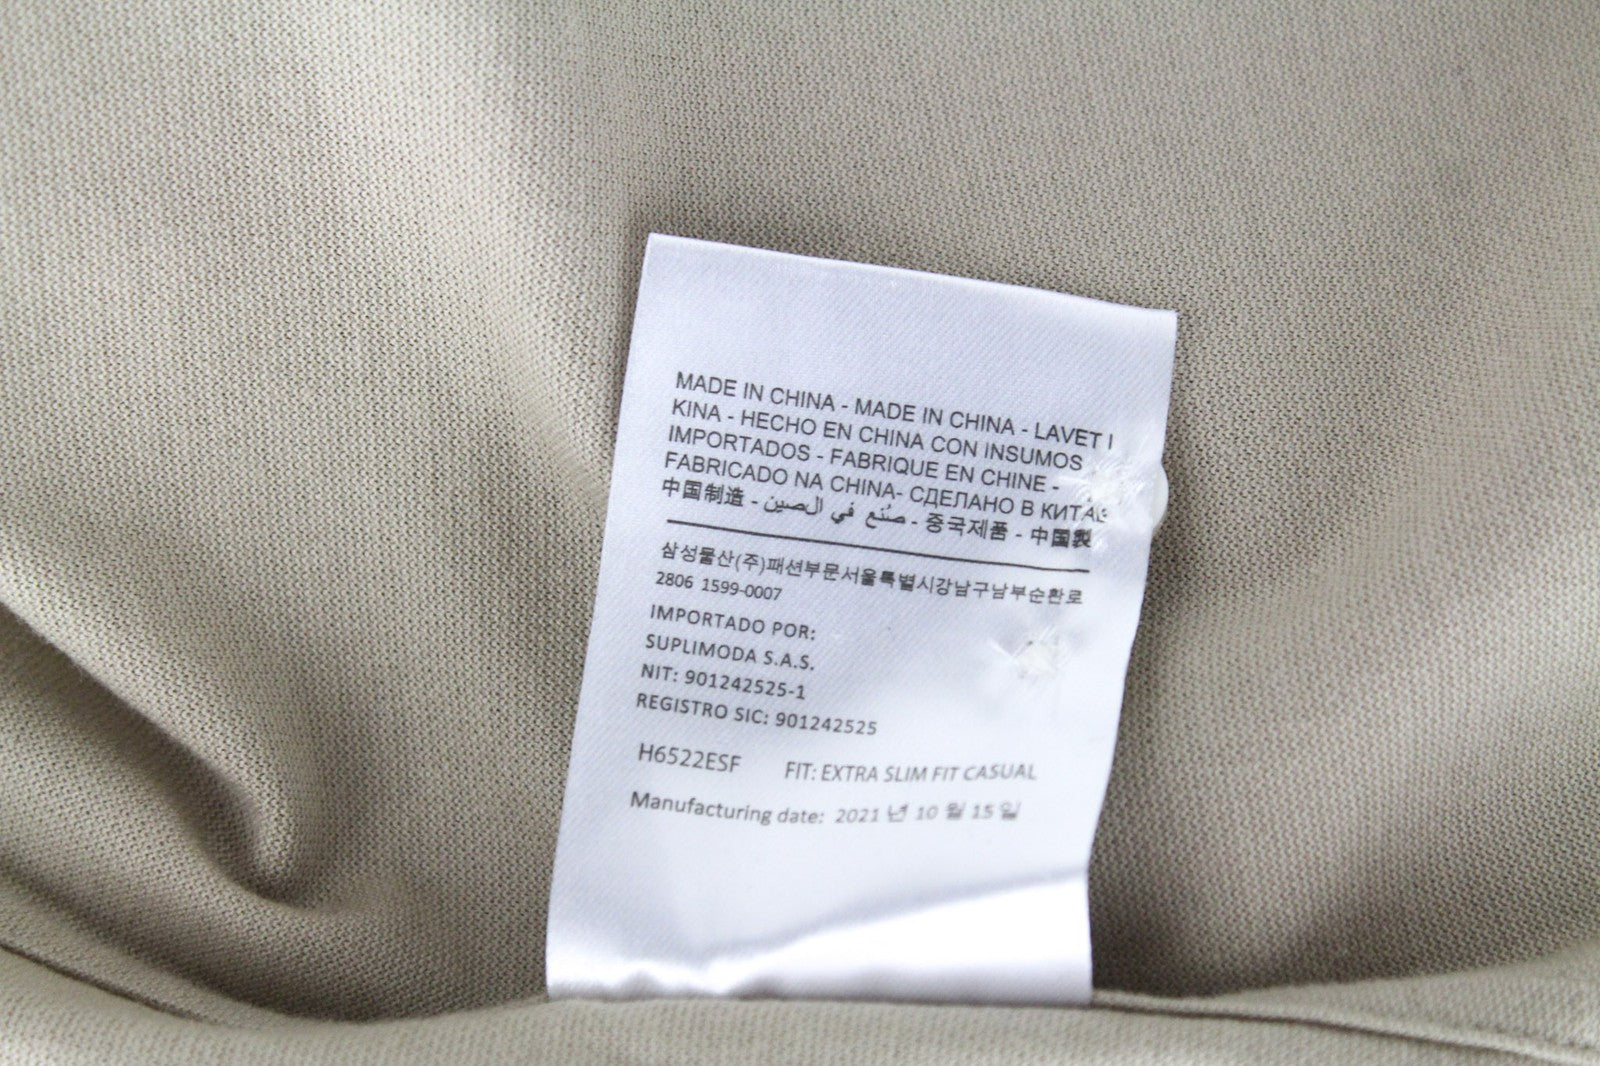 MADE IN CHINA - MADE IN CHINA - LAVET I
KINA - HECHO EN CHINA CON INSUMOS
IMPORTADOS - FABRIQUE EN CHINE -
FABRICADO NA CHINA- СДЕЛАНО В КИТАЕ
中国制造 - صُنع في الصين - 중국제품 - 中国製
삼성물산(주)패션부문서울특별시강남구남부순환로
2806 1599-0007
IMPORTADO POR:
SUPLIMODA S.A.S.
NIT: 901242525-1
REGISTRO SIC: 901242525
H6522ESF FIT: EXTRA SLIM FIT CASUAL
Manufacturing date: 2021 년 10 월 15 일